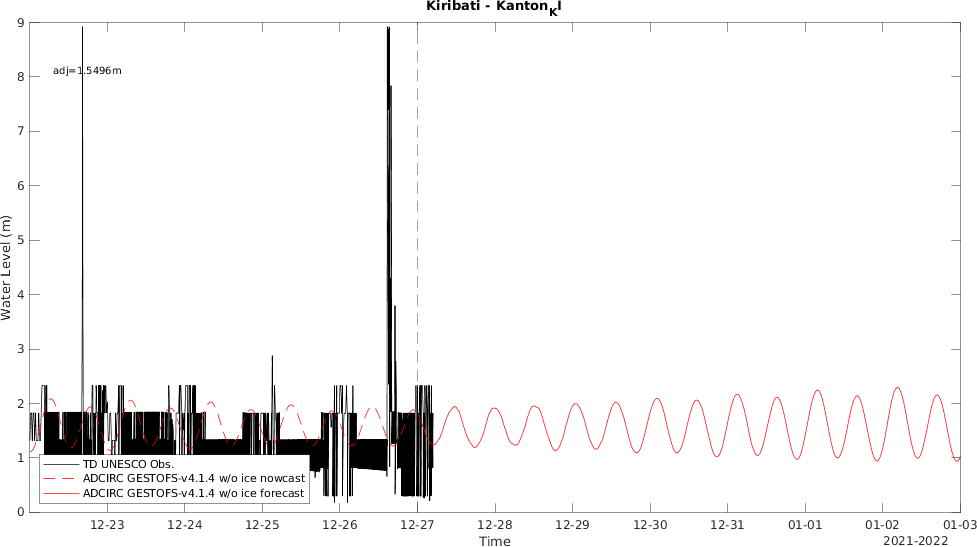 Kiribati - Kanton_KI
9
8
7
6
5
4
3
2
1
0
Water Level (m)
adj=1.5496m
TD UNESCO Obs.
ADCIRC GESTOFS-v4.1.4 w/o ice nowcast
ADCIRC GESTOFS-v4.1.4 w/o ice forecast
12-23 12-24 12-25 12-26 12-27 12-28 12-29 12-30 12-31 01-01 01-02 01-03
Time
2021-2022